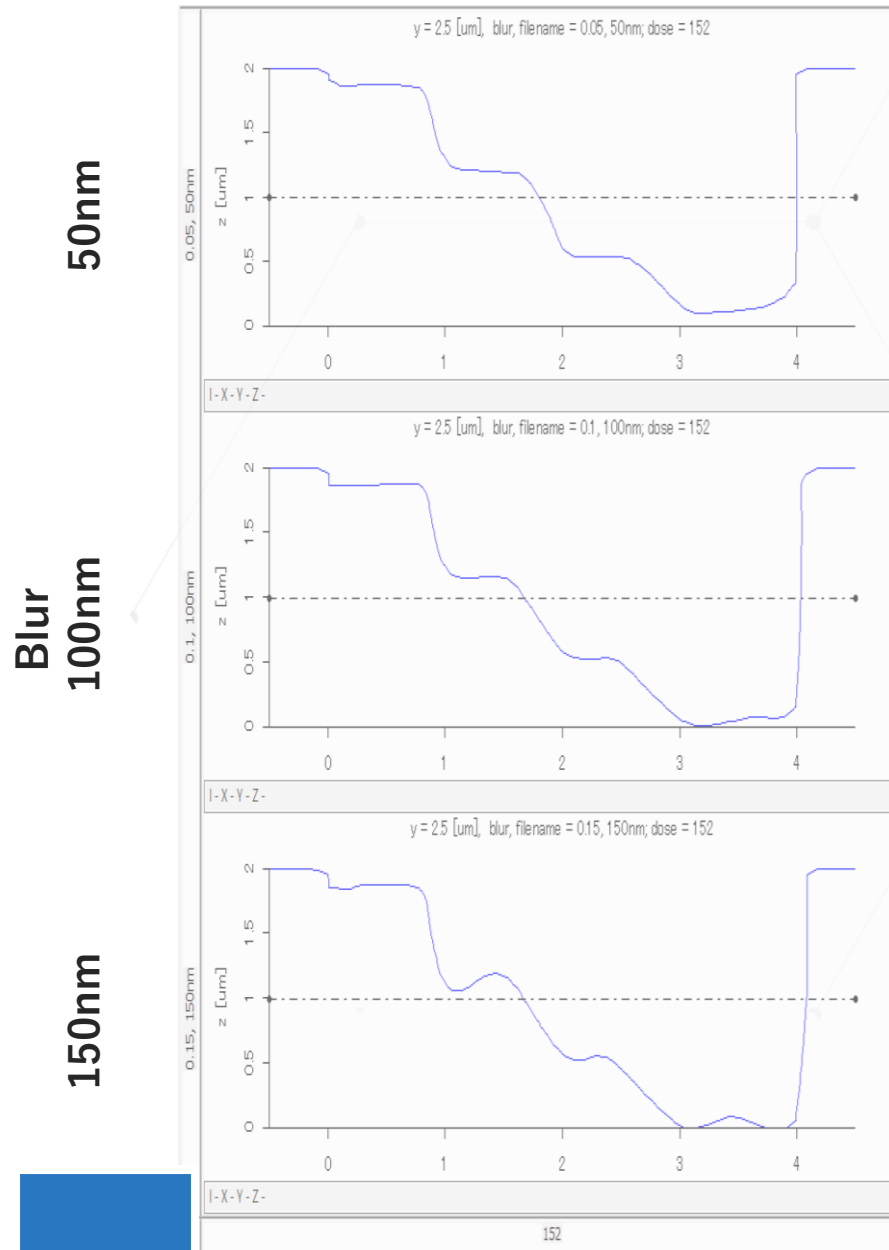 Blur
50nm
100nm
150nm
0.05, 50nm
y = 2.5 [um], blur, filename = 0.05, 50nm; dose = 152
z [um]
2
1.5
1
0.5
0
0 1 2 3 4
I-X-Y-Z-
0.1, 100nm
y = 2.5 [um], blur, filename = 0.1, 100nm; dose = 152
z [um]
2
1.5
1
0.5
0
0 1 2 3 4
I-X-Y-Z-
0.15, 150nm
y = 2.5 [um], blur, filename = 0.15, 150nm; dose = 152
z [um]
2
1.5
1
0.5
0
0 1 2 3 4
I-X-Y-Z-
152